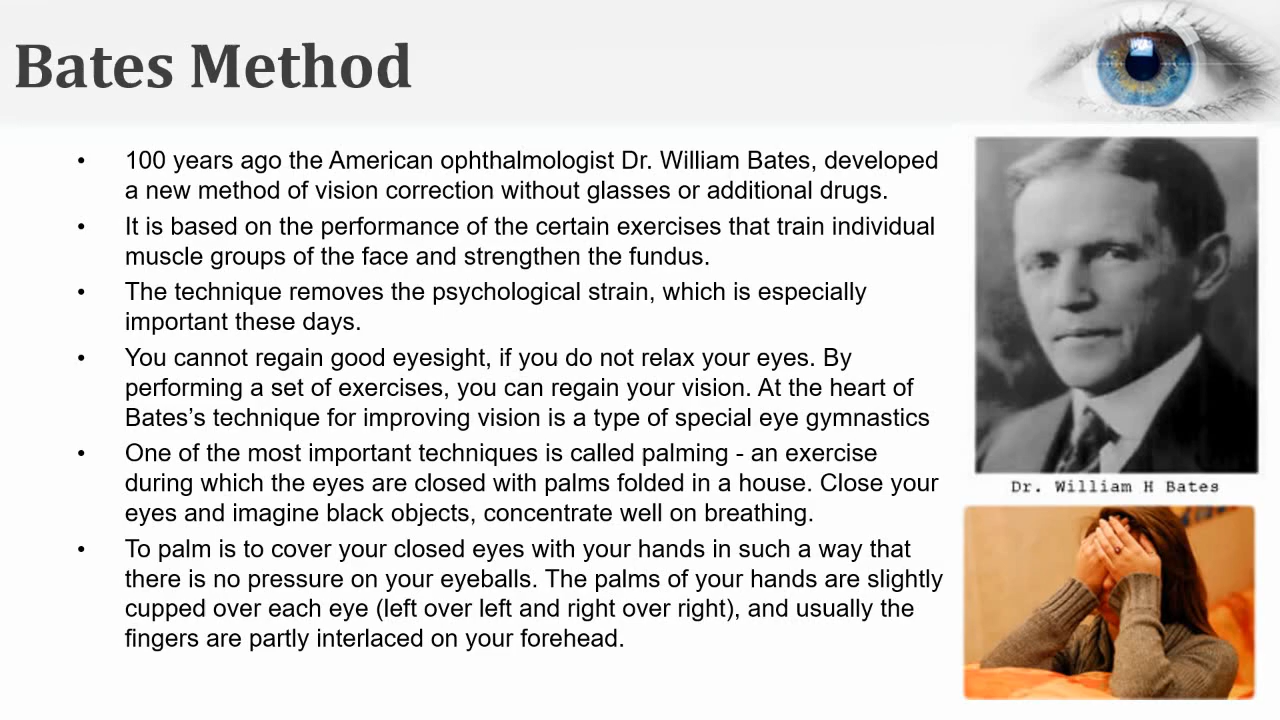 Bates Method
• 100 years ago the American ophthalmologist Dr. William Bates, developed
a new method of vision correction without glasses or additional drugs.
• It is based on the performance of the certain exercises that train individual
muscle groups of the face and strengthen the fundus.
• The technique removes the psychological strain, which is especially
important these days.
• You cannot regain good eyesight, if you do not relax your eyes. By
performing a set of exercises, you can regain your vision. At the heart of
Bates’s technique for improving vision is a type of special eye gymnastics
• One of the most important techniques is called palming - an exercise
during which the eyes are closed with palms folded in a house. Close your
eyes and imagine black objects, concentrate well on breathing.
• To palm is to cover your closed eyes with your hands in such a way that
there is no pressure on your eyeballs. The palms of your hands are slightly
cupped over each eye (left over left and right over right), and usually the
fingers are partly interlaced on your forehead.
Dr. William H Bates